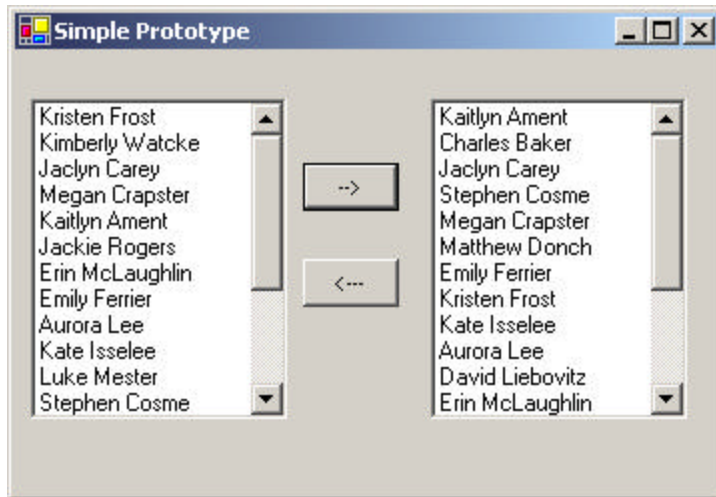 Simple Prototype
Kristen Frost
Kimberly Watcke
Jaclyn Carey
Megan Crapster
Kaitlyn Ament
Jackie Rogers
Erin McLaughlin
Emily Ferrier
Aurora Lee
Kate Isselee
Luke Mester
Stephen Cosme
-->
<---
Kaitlyn Ament
Charles Baker
Jaclyn Carey
Stephen Cosme
Megan Crapster
Matthew Donch
Emily Ferrier
Kristen Frost
Kate Isselee
Aurora Lee
David Liebovitz
Erin McLaughlin